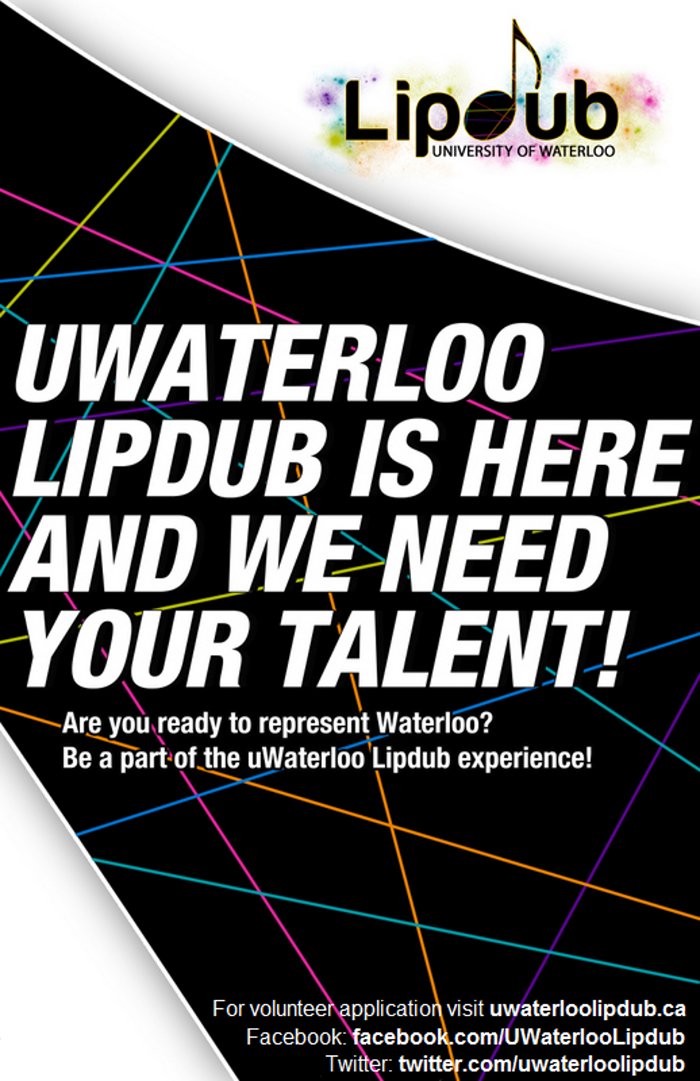 Lipdub
UNIVERSITY OF WATERLOO
UWATERLOO
LIPDUB IS HERE
AND WE NEED
YOUR TALENT!
Are you ready to represent Waterloo?
Be a part of the uWaterloo Lipdub experience!
For volunteer application visit uwaterloolipdub.ca
Facebook: facebook.com/UWaterlooLipdub
Twitter: twitter.com/uwaterloolipdub